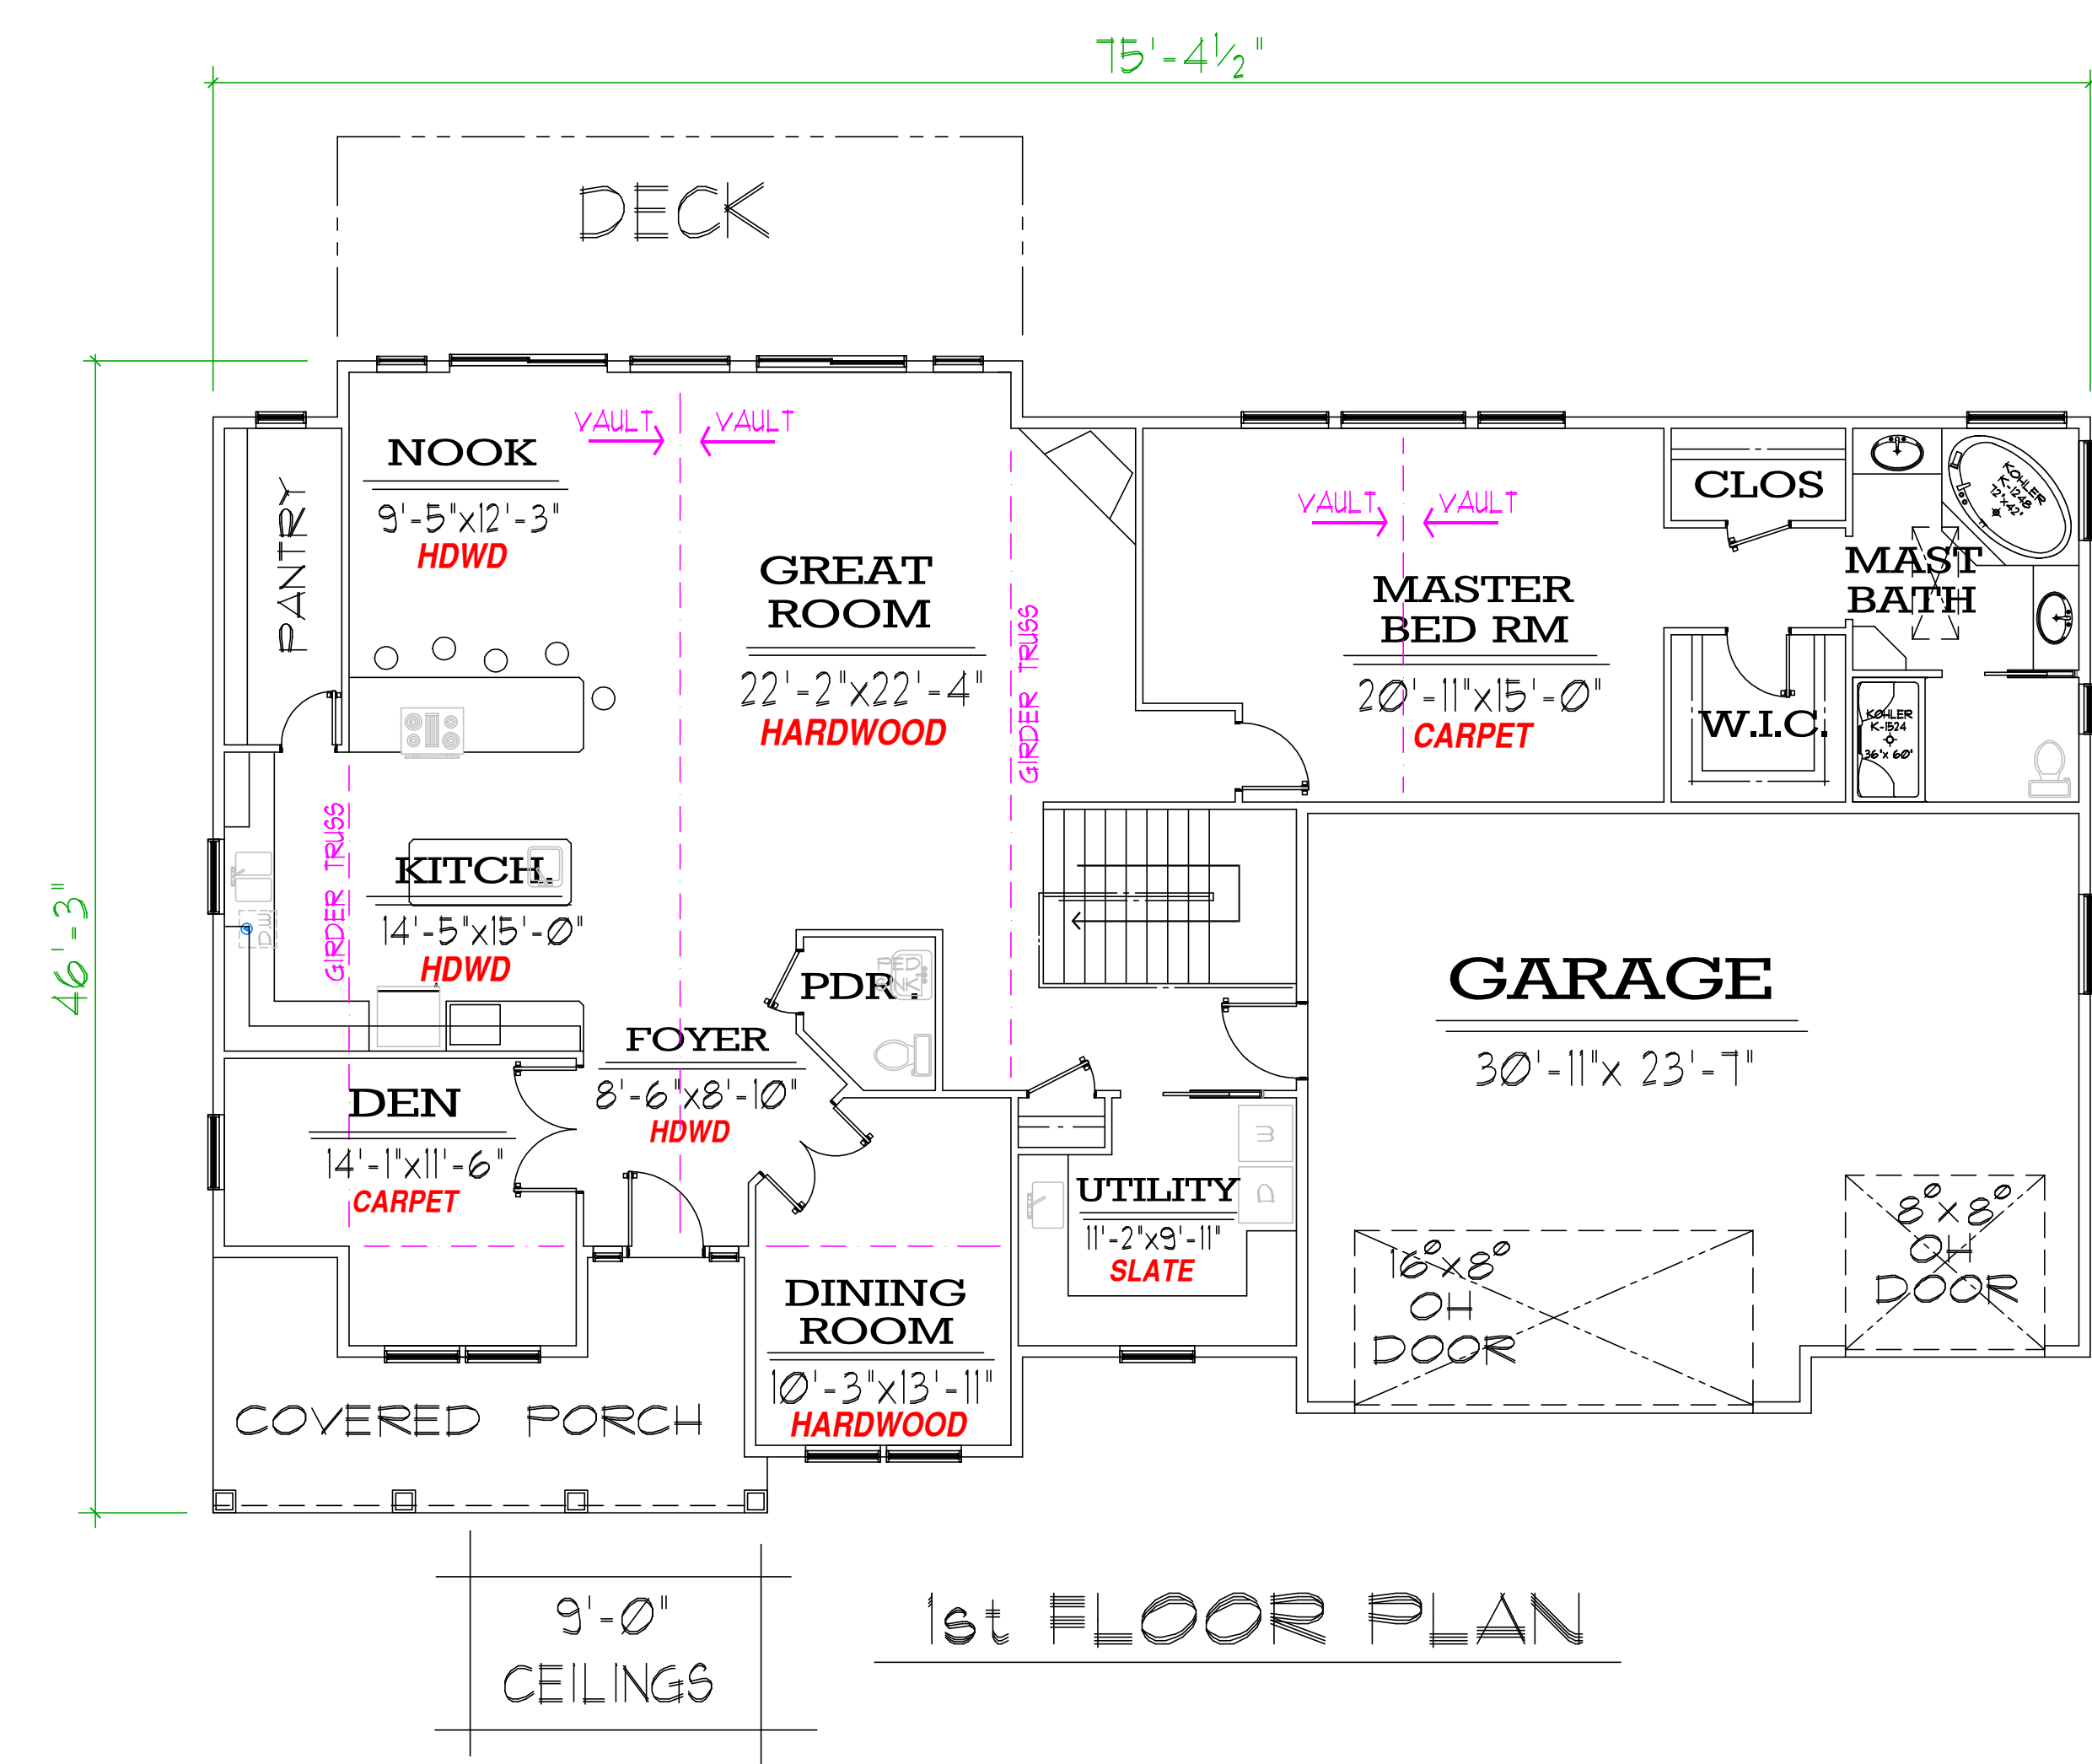 75'-4½"
DECK
VAULT
VAULT
NOOK
9'-5"x12'-3"
HDWD
PANTRY
GREAT
ROOM
22'-2"x22'-4"
HARDWOOD
GIRDER TRUSS
VAULT
VAULT
MASTER
BED RM
20'-11"x15'-0"
CARPET
CLOS
KOHLER
K-1248
72"x42"
MAST
BATH
W.I.C.
KOHLER
K-1524
36"x 60"
46'-3"
GIRDER TRUSS
KITCH.
14'-5"x15'-0"
HDWD
DW
PDR.
PED
SINK
GARAGE
30'-11"x 23'-7"
FOYER
8'-6"x8'-10"
HDWD
DEN
14'-1"x11'-6"
CARPET
W
D
UTILITY
11'-2"x9'-11"
SLATE
16⁰x8⁰
OH
DOOR
8⁰x8⁰
OH
DOOR
DINING
ROOM
10'-3"x13'-11"
HARDWOOD
COVERED PORCH
9'-0"
CEILINGS
1st FLOOR PLAN